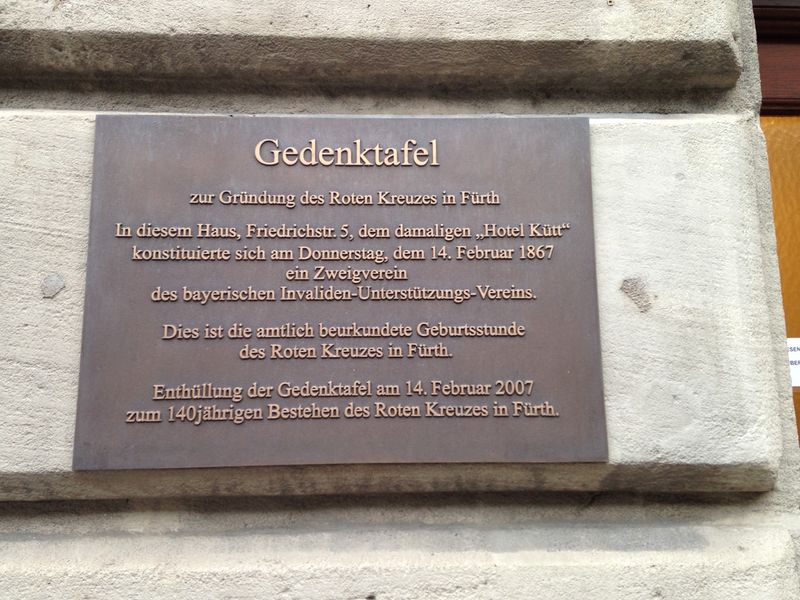 Gedenktafel
zur Gründung des Roten Kreuzes in Fürth
In diesem Haus, Friedrichstr. 5, dem damaligen „Hotel Kütt“
konstituierte sich am Donnerstag, dem 14. Februar 1867
ein Zweigverein
des bayerischen Invaliden-Unterstützungs-Vereins.
Dies ist die amtlich beurkundete Geburtsstunde
des Roten Kreuzes in Fürth.
Enthüllung der Gedenktafel am 14. Februar 2007
zum 140jährigen Bestehen des Roten Kreuzes in Fürth.